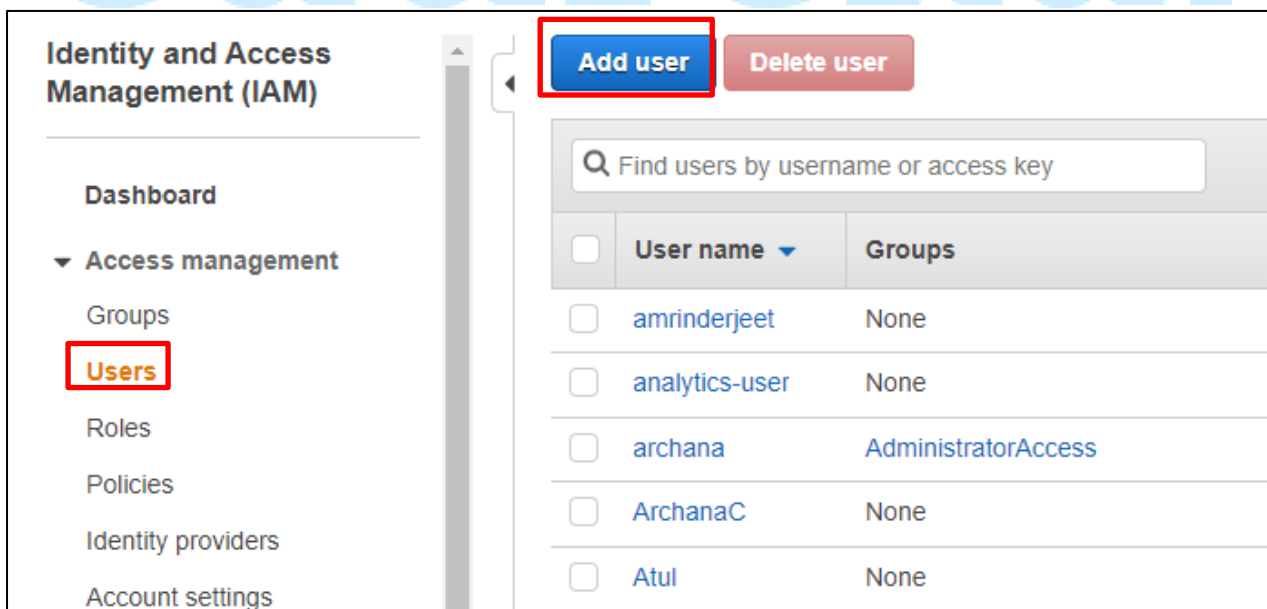 Identity and Access
Management (IAM)
Dashboard
Access management
Groups
Users
Roles
Policies
Identity providers
Account settings
Add user Delete user
Find users by username or access key
User name Groups
amrinderjeet None
analytics-user None
archana AdministratorAccess
ArchanaC None
Atul None